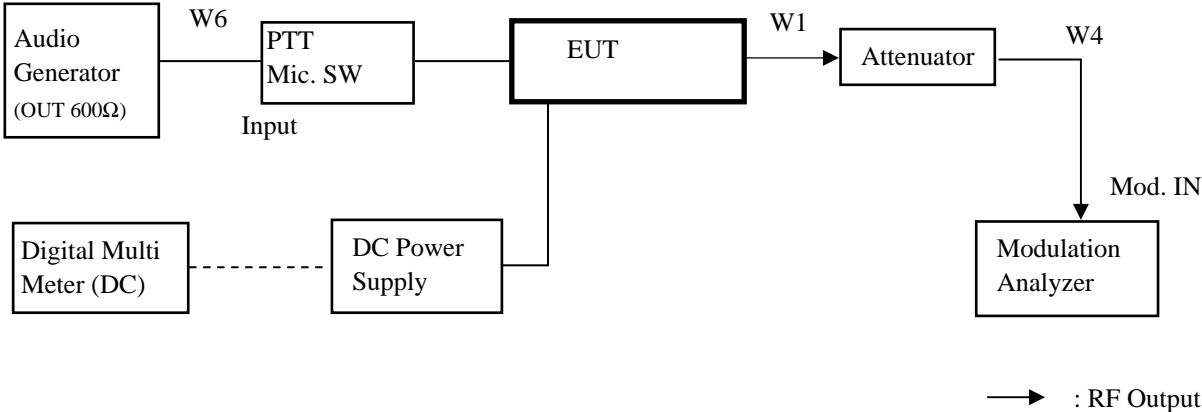 W6
W1
W4
Audio
Generator
(OUT 600Ω)
PTT
Mic. SW
EUT
Attenuator
Input
Mod. IN
Digital Multi
Meter (DC)
DC Power
Supply
Modulation
Analyzer
: RF Output